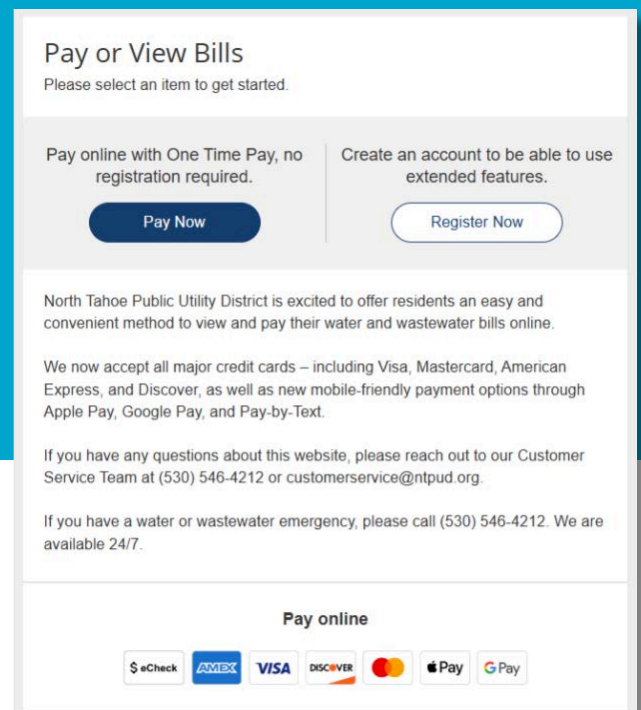 Pay or View Bills
Please select an item to get started.
Pay online with One Time Pay, no
registration required.
Pay Now
Create an account to be able to use
extended features.
Register Now
North Tahoe Public Utility District is excited to offer residents an easy and
convenient method to view and pay their water and wastewater bills online.
We now accept all major credit cards – including Visa, Mastercard, American
Express, and Discover, as well as new mobile-friendly payment options through
Apple Pay, Google Pay, and Pay-by-Text.
If you have any questions about this website, please reach out to our Customer
Service Team at (530) 546-4212 or customerservice@ntpud.org.
If you have a water or wastewater emergency, please call (530) 546-4212. We are
available 24/7.
Pay online
$ eCheck AMEX VISA DISCOVER Pay G Pay